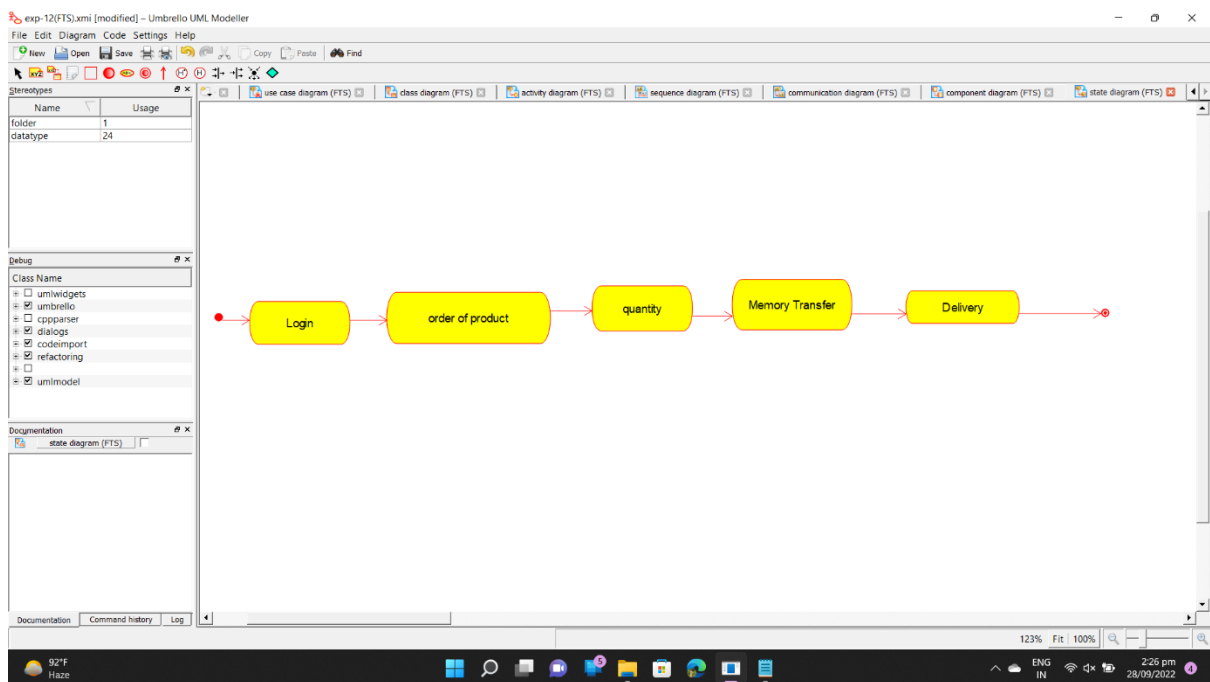 exp-12(FTS).xmi [modified] – Umbrello UML Modeller
File Edit Diagram Code Settings Help
New Open Save Copy Paste Find
Stereotypes
Name Usage
folder 1
datatype 24
use case diagram (FTS) class diagram (FTS) activity diagram (FTS) sequence diagram (FTS) communication diagram (FTS) component diagram (FTS) state diagram (FTS)
Debug
Class Name
umlwidgets
umbrello
cppparser
dialogs
codeimport
refactoring
umlmodel
Login
order of product
quantity
Memory Transfer
Delivery
Documentation
state diagram (FTS)
Documentation Command history Log
123% Fit 100%
92°F
Haze
5
ENG
IN
2:26 pm
28/09/2022
4